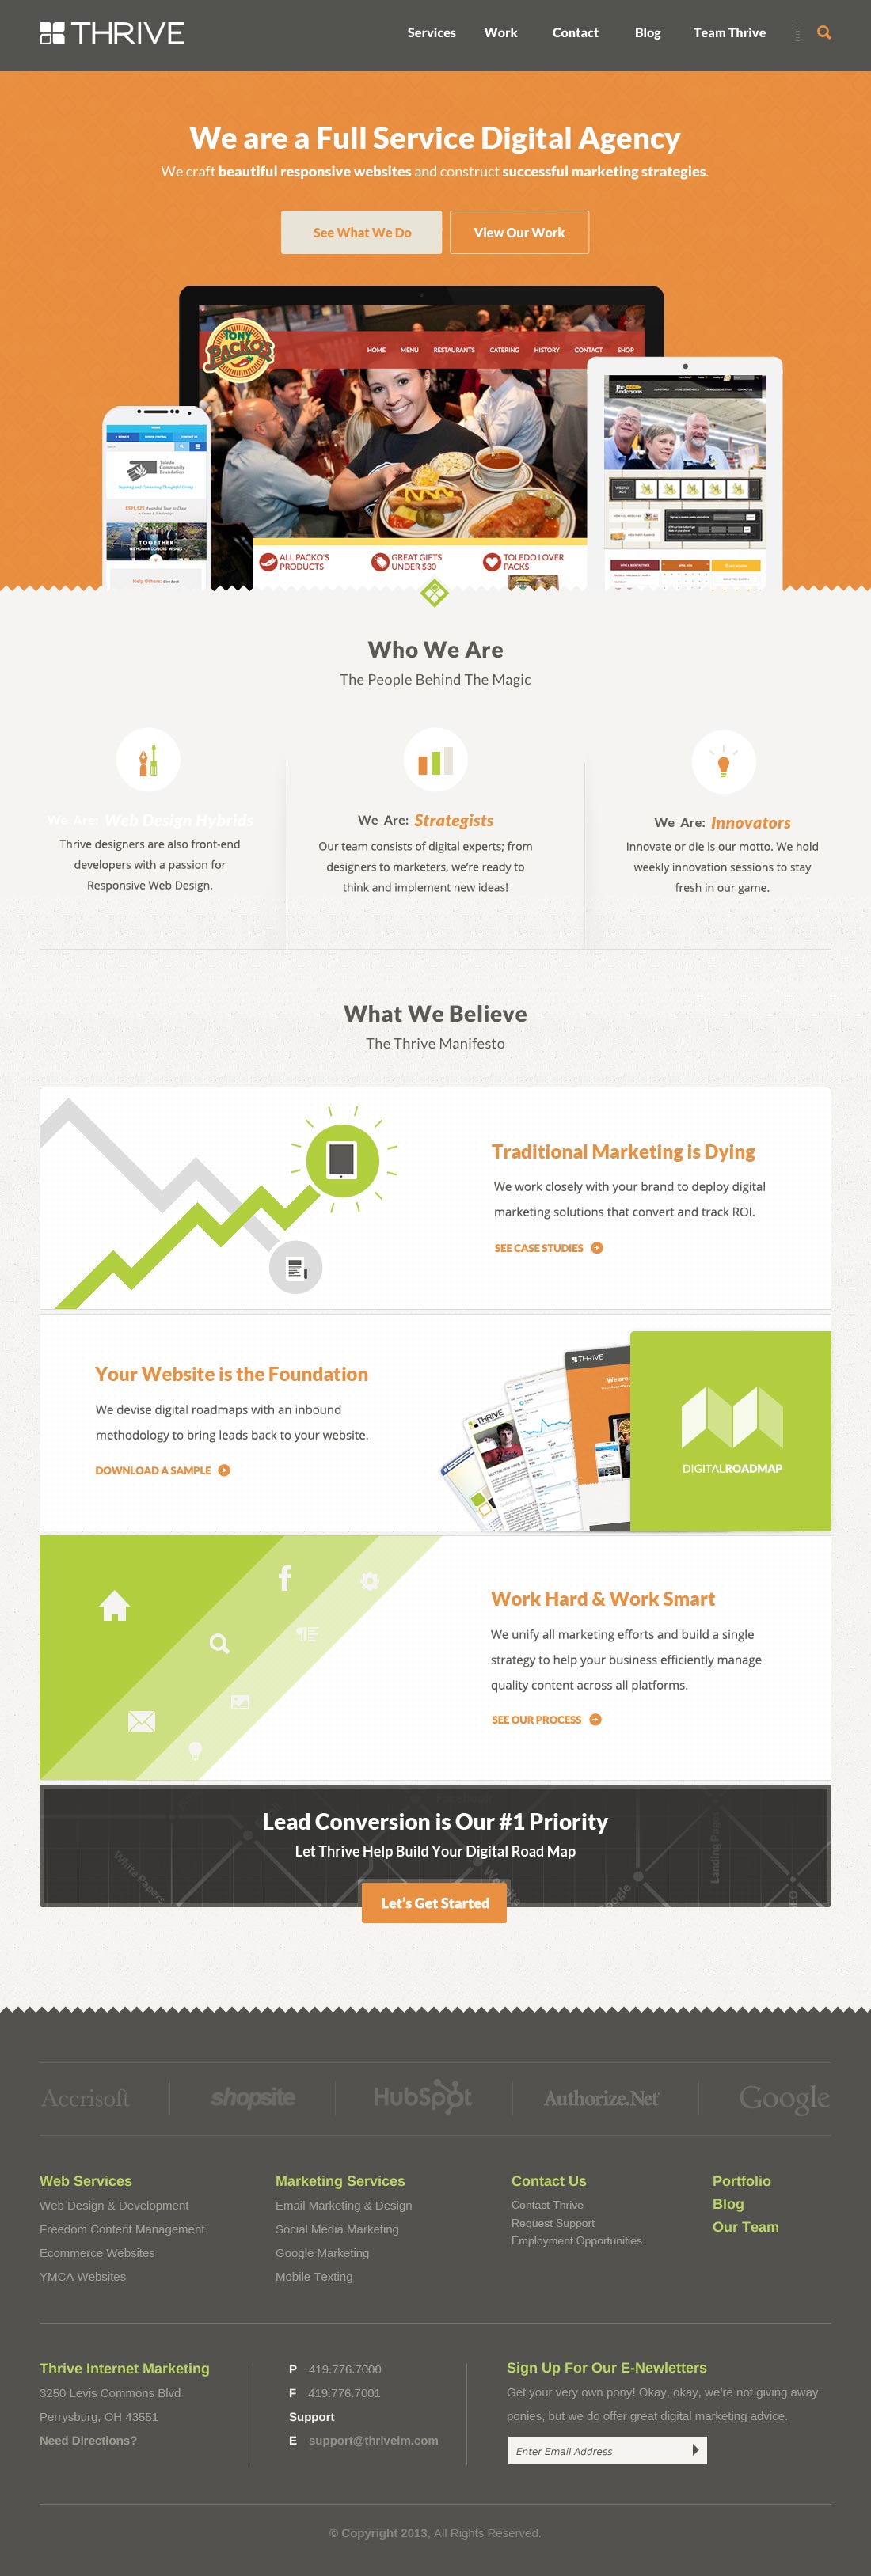 THRIVE
Services Work Contact Blog Team Thrive
We are a Full Service Digital Agency
We craft beautiful responsive websites and construct successful marketing strategies.
See What We Do
View Our Work
TONY
PACKO'S
HOME MENU RESTAURANTS CATERING HISTORY CONTACT SHOP
ALL PACKO'S
PRODUCTS
GREAT GIFTS
UNDER $30
TOLEDO LOVER
PACKS
Toledo
Community
Foundation
TOGETHER
The
Andersons
WEEKLY
ADS
Who We Are
The People Behind The Magic
We Are: Web Design Hybrids
Thrive designers are also front-end
developers with a passion for
Responsive Web Design.
We Are: Strategists
Our team consists of digital experts; from
designers to marketers, we're ready to
think and implement new ideas!
We Are: Innovators
Innovate or die is our motto. We hold
weekly innovation sessions to stay
fresh in our game.
What We Believe
The Thrive Manifesto
Traditional Marketing is Dying
We work closely with your brand to deploy digital
marketing solutions that convert and track ROI.
SEE CASE STUDIES
Your Website is the Foundation
We devise digital roadmaps with an inbound
methodology to bring leads back to your website.
DOWNLOAD A SAMPLE
THRIVE
We are
THRIVE
DIGITALROADMAP
Work Hard & Work Smart
We unify all marketing efforts and build a single
strategy to help your business efficiently manage
quality content across all platforms.
SEE OUR PROCESS
Lead Conversion is Our #1 Priority
Let Thrive Help Build Your Digital Road Map
White Papers
Landing Pages
Let's Get Started
Accrisoft
shopsite
HubSpot
Authorize.Net
Google
Web Services
Web Design & Development
Freedom Content Management
Ecommerce Websites
YMCA Websites
Marketing Services
Email Marketing & Design
Social Media Marketing
Google Marketing
Mobile Texting
Contact Us
Contact Thrive
Request Support
Employment Opportunities
Portfolio
Blog
Our Team
Thrive Internet Marketing
3250 Levis Commons Blvd
Perrysburg, OH 43551
Need Directions?
P 419.776.7000
F 419.776.7001
Support
E support@thriveim.com
Sign Up For Our E-Newletters
Get your very own pony! Okay, okay, we're not giving away
ponies, but we do offer great digital marketing advice.
Enter Email Address
© Copyright 2013, All Rights Reserved.